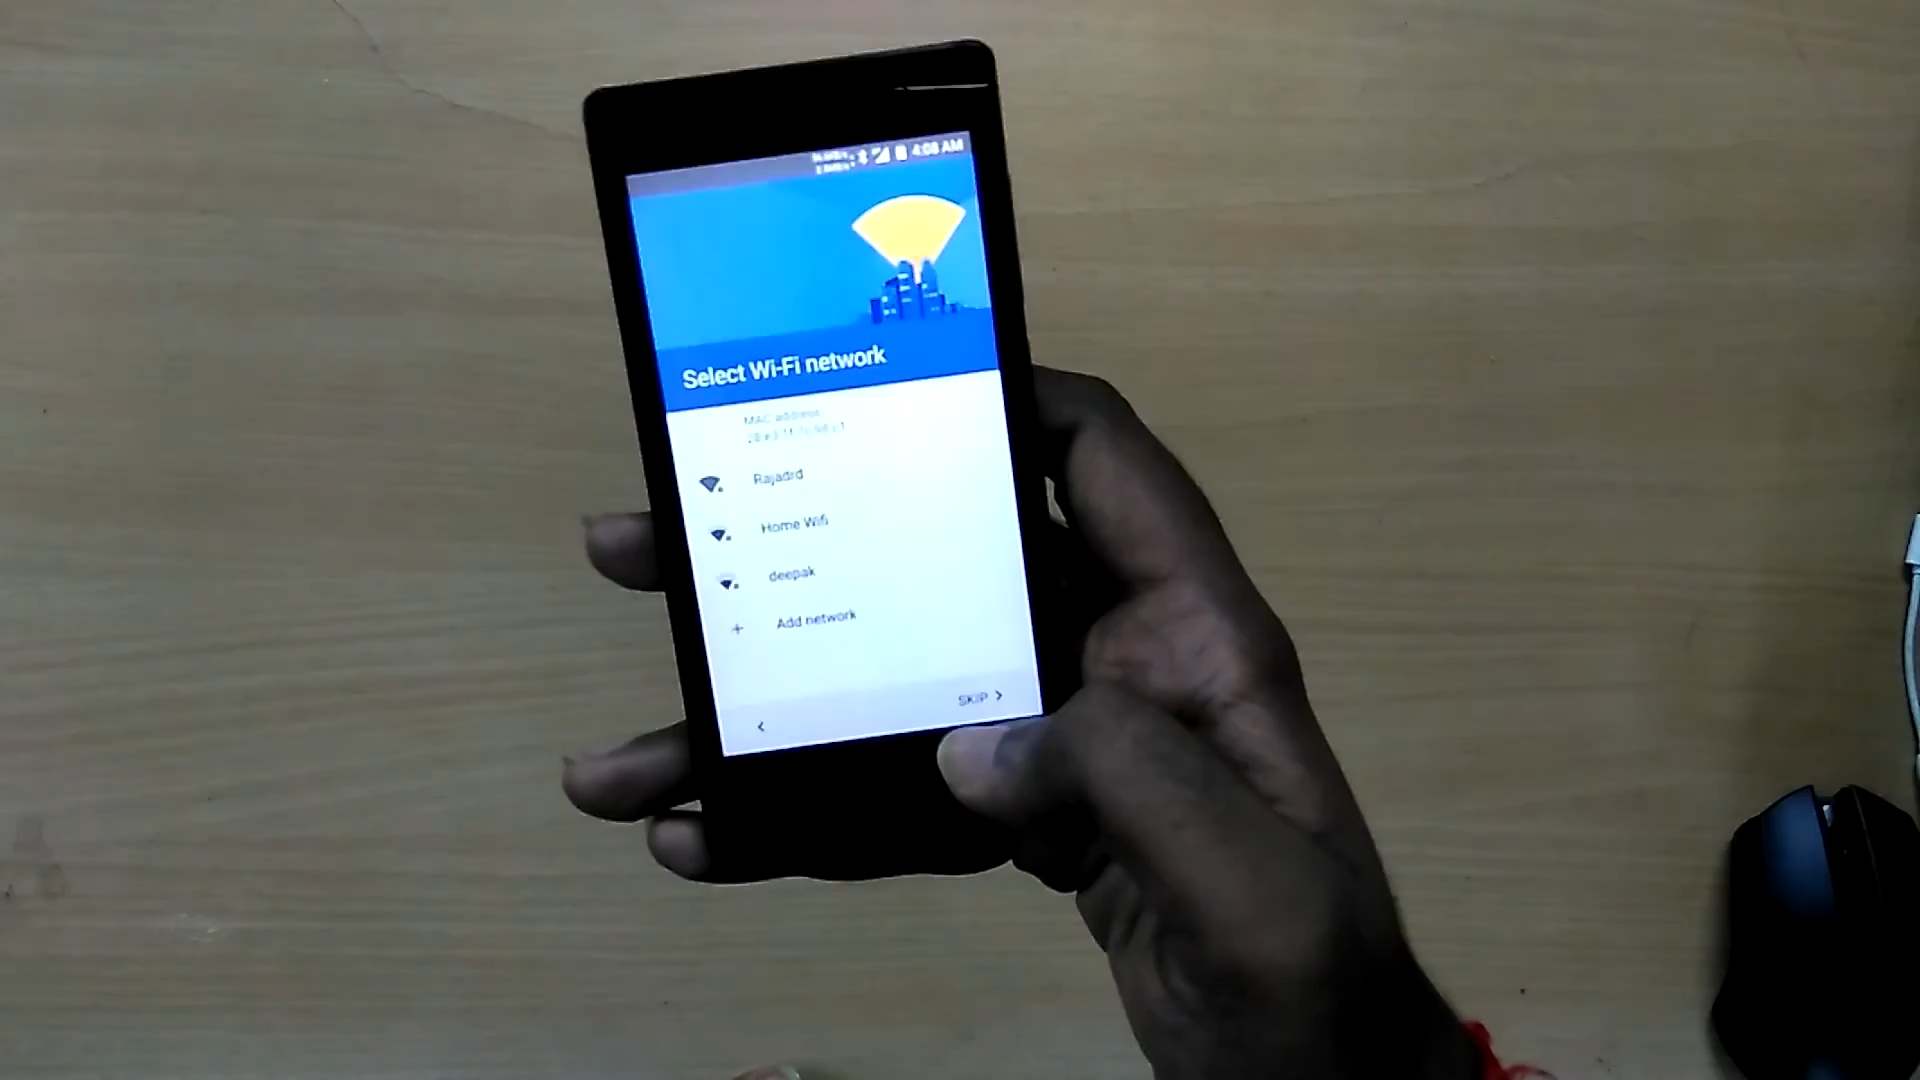 4:08 AM
Select Wi-Fi network
MAC address
Rajadrd
Home Wifi
deepak
Add network
SKIP